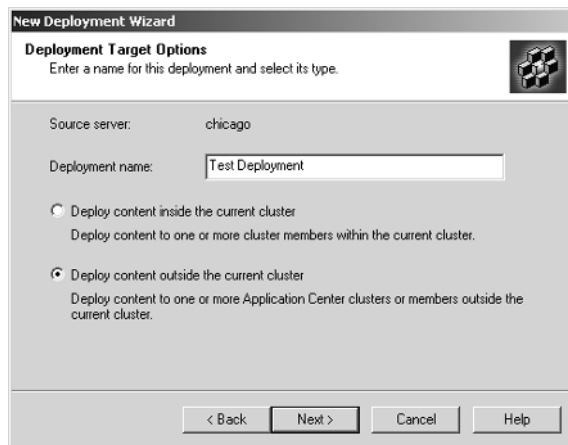 New Deployment Wizard
Deployment Target Options
Enter a name for this deployment and select its type.
Source server: chicago
Deployment name: Test Deployment
Deploy content inside the current cluster
Deploy content to one or more cluster members within the current cluster.
Deploy content outside the current cluster
Deploy content to one or more Application Center clusters or members outside the
current cluster.
< Back Next > Cancel Help